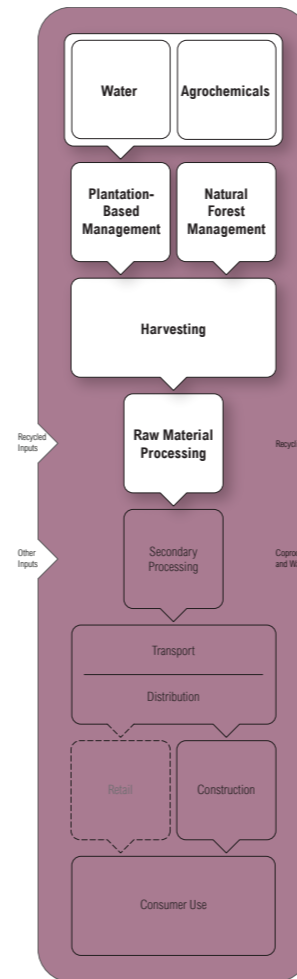 Water
Agrochemicals
Plantation-
Based
Management
Natural
Forest
Management
Harvesting
Recycled
Inputs
Raw Material
Processing
Other
Inputs
Secondary
Processing
Transport
Distribution
Retail
Construction
Consumer Use